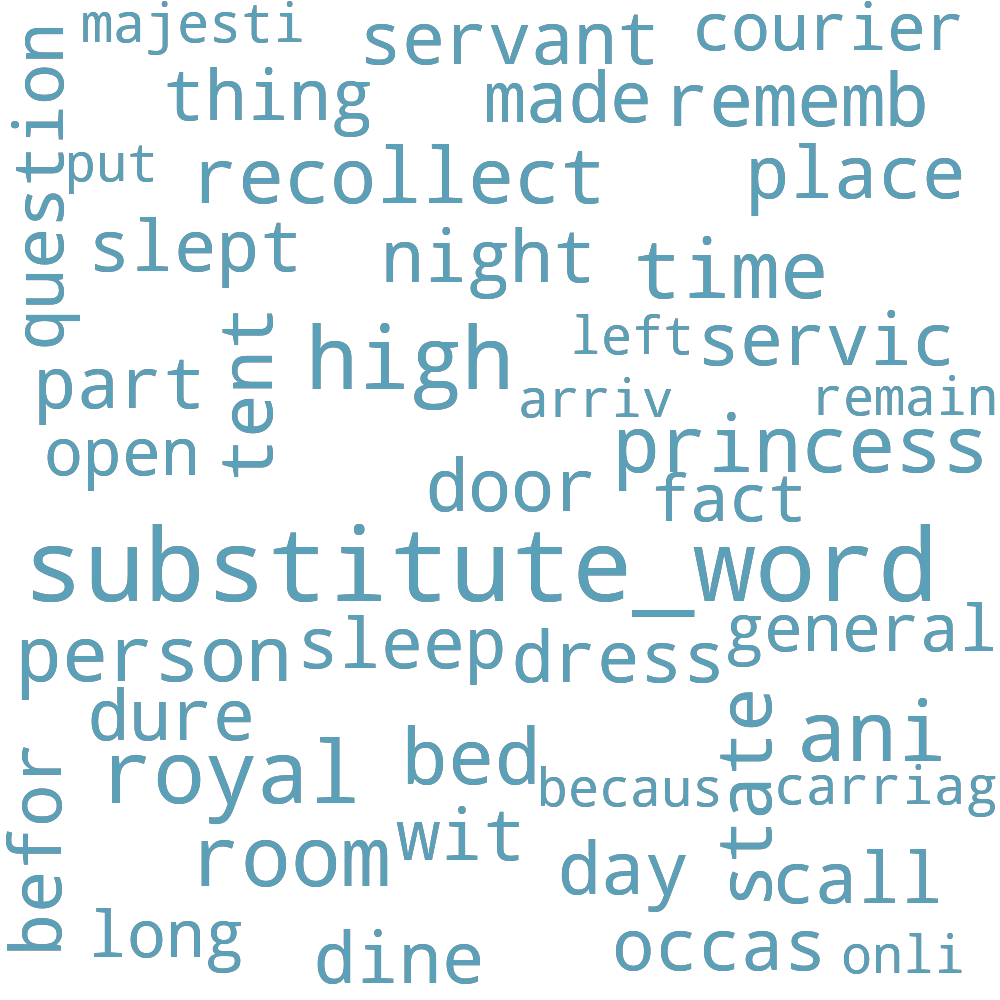 majesti
servant
courier
question
thing
made
rememb
put
recollect
place
slept
night
time
tent
high
left
servic
part
arriv
remain
open
door
princess
fact
substitute_word
person
sleep
dress
general
dure
state
ani
befor
royal
bed
becaus
carriag
room
wit
day
call
long
dine
occas
onli